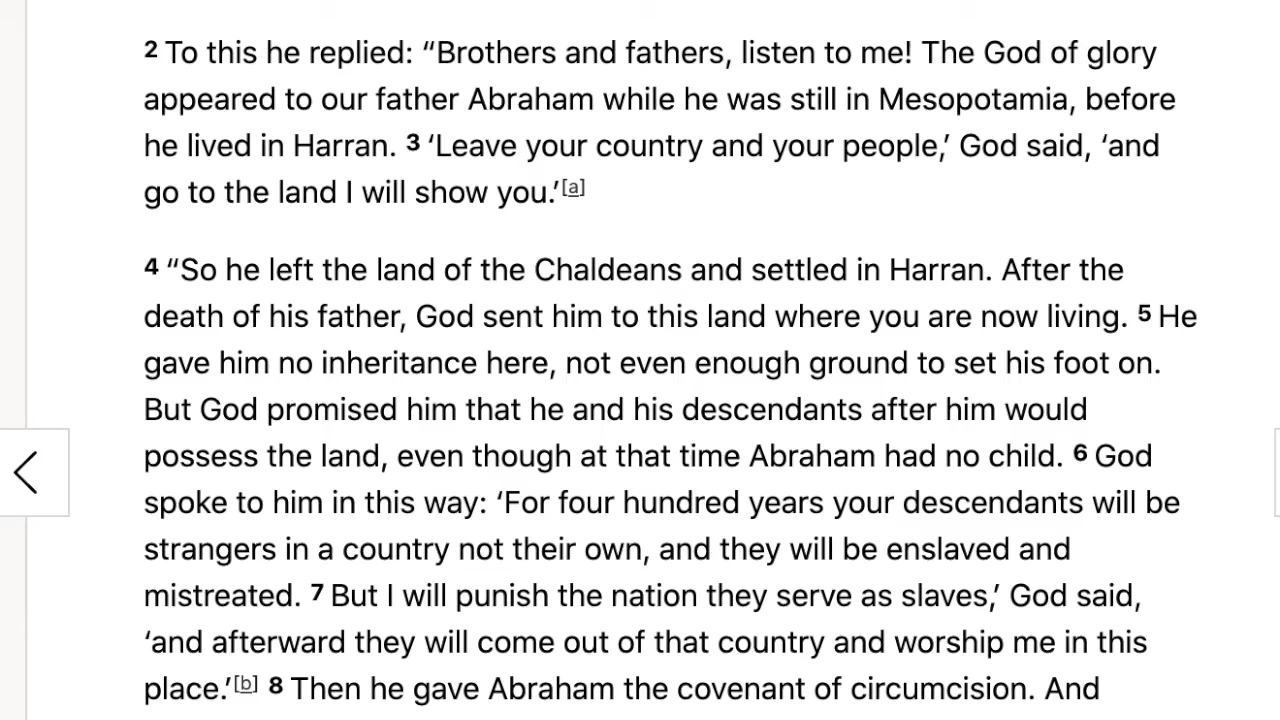 2 To this he replied: “Brothers and fathers, listen to me! The God of glory
appeared to our father Abraham while he was still in Mesopotamia, before
he lived in Harran. 3 ‘Leave your country and your people,’ God said, ‘and
go to the land I will show you.’[a]
4 “So he left the land of the Chaldeans and settled in Harran. After the
death of his father, God sent him to this land where you are now living. 5 He
gave him no inheritance here, not even enough ground to set his foot on.
But God promised him that he and his descendants after him would
possess the land, even though at that time Abraham had no child. 6 God
spoke to him in this way: ‘For four hundred years your descendants will be
strangers in a country not their own, and they will be enslaved and
mistreated. 7 But I will punish the nation they serve as slaves,’ God said,
‘and afterward they will come out of that country and worship me in this
place.’[b] 8 Then he gave Abraham the covenant of circumcision. And